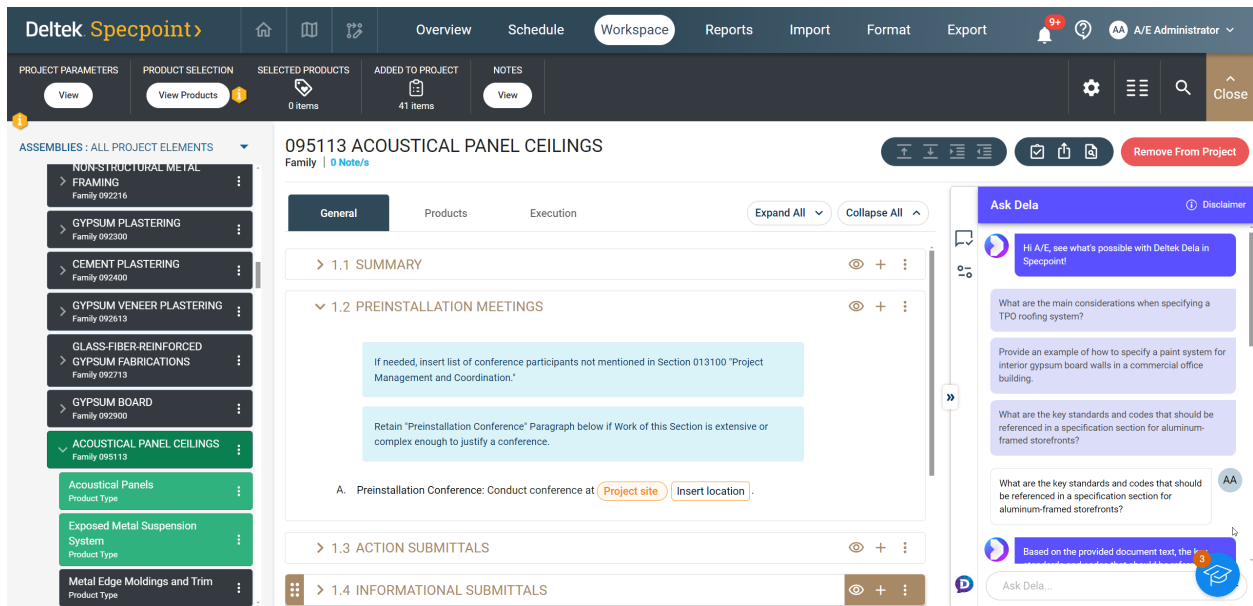 Deltek Specpoint
Overview
Schedule
Workspace
Reports
Import
Format
Export
9+
AA
A/E Administrator
PROJECT PARAMETERS
View
PRODUCT SELECTION
View Products
SELECTED PRODUCTS
0 items
ADDED TO PROJECT
41 items
NOTES
View
Close
ASSEMBLIES : ALL PROJECT ELEMENTS
NON-STRUCTURAL METAL
FRAMING
Family 092216
GYPSUM PLASTERING
Family 092300
CEMENT PLASTERING
Family 092400
GYPSUM VENEER PLASTERING
Family 092613
GLASS-FIBER-REINFORCED
GYPSUM FABRICATIONS
Family 092713
GYPSUM BOARD
Family 092900
ACOUSTICAL PANEL CEILINGS
Family 095113
Acoustical Panels
Product Type
Exposed Metal Suspension
System
Product Type
Metal Edge Moldings and Trim
Product Type
095113 ACOUSTICAL PANEL CEILINGS
Family | 0 Note/s
Remove From Project
General
Products
Execution
Expand All
Collapse All
1.1 SUMMARY
1.2 PREINSTALLATION MEETINGS
If needed, insert list of conference participants not mentioned in Section 013100 "Project
Management and Coordination."
Retain "Preinstallation Conference" Paragraph below if Work of this Section is extensive or
complex enough to justify a conference.
A. Preinstallation Conference: Conduct conference at Project site Insert location .
1.3 ACTION SUBMITTALS
1.4 INFORMATIONAL SUBMITTALS
Ask Dela
Disclaimer
Hi A/E, see what's possible with Deltek Dela in
Specpoint!
What are the main considerations when specifying a
TPO roofing system?
Provide an example of how to specify a paint system for
interior gypsum board walls in a commercial office
building.
What are the key standards and codes that should be
referenced in a specification section for aluminum-
framed storefronts?
What are the key standards and codes that should
be referenced in a specification section for
aluminum-framed storefronts?
AA
Based on the provided document text, the
3
Ask Dela...